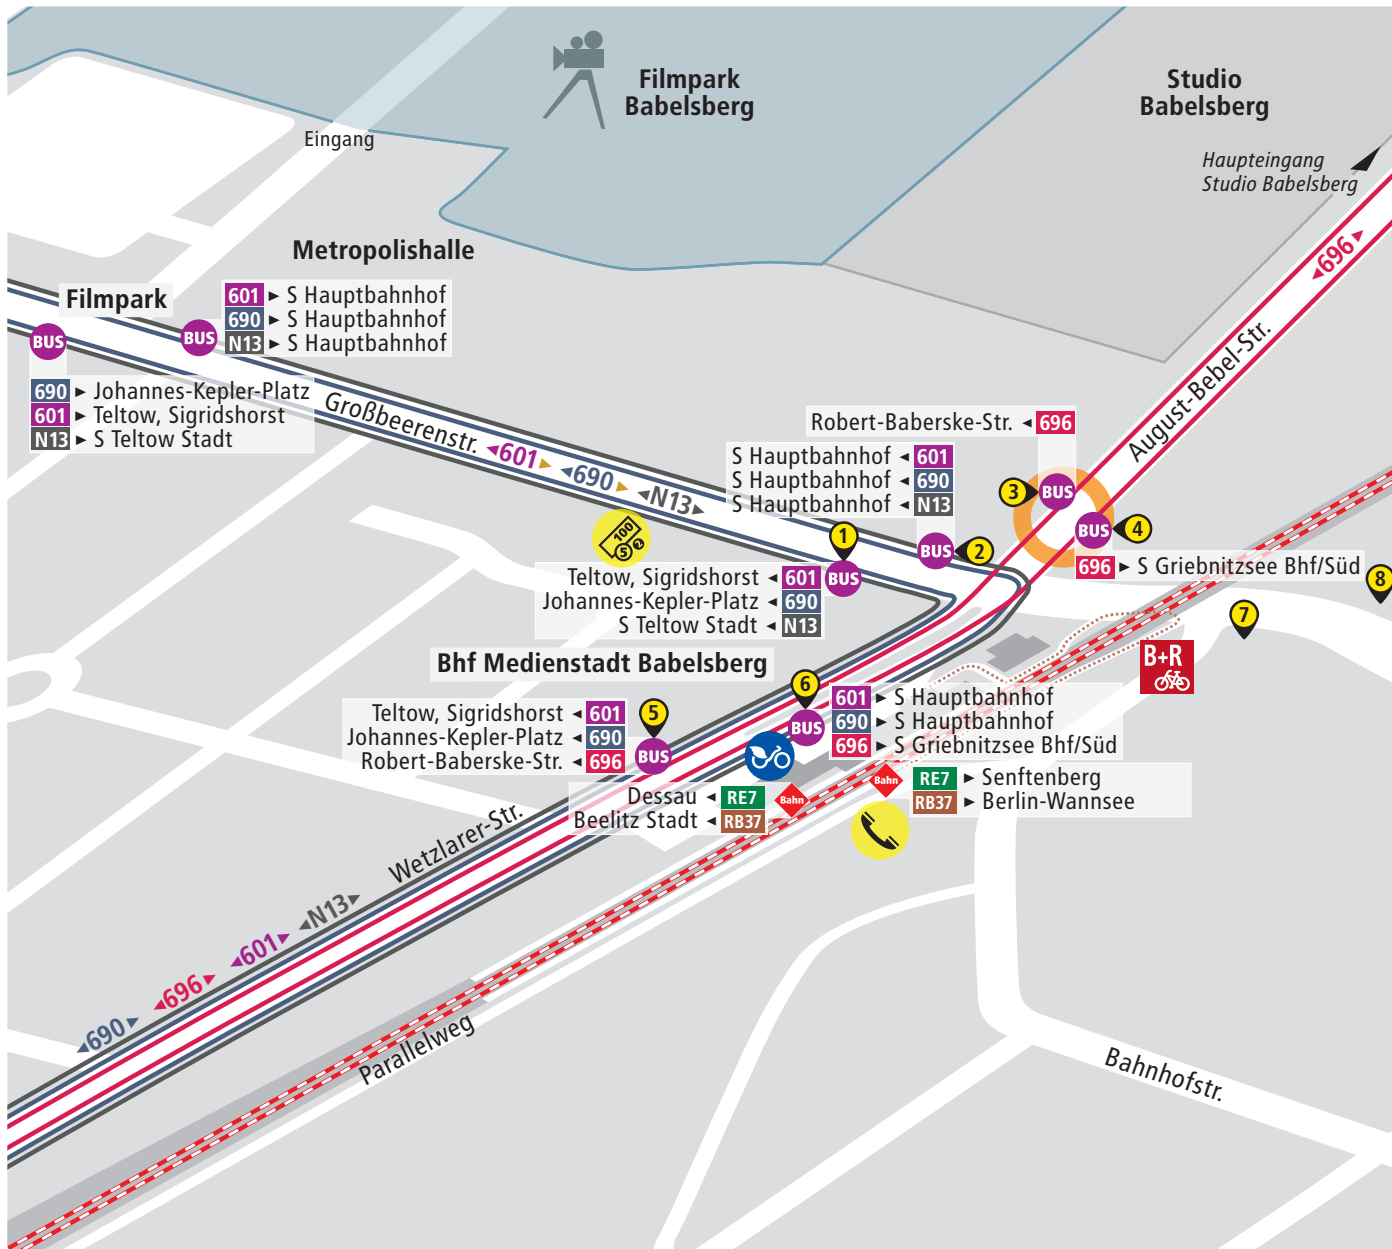 Filmpark
Babelsberg
Studio
Babelsberg
Eingang
Haupteingang
Studio Babelsberg
Metropolishalle
Filmpark
BUS
BUS
601 ► S Hauptbahnhof
690 ► S Hauptbahnhof
N13 ► S Hauptbahnhof
690 ► Johannes-Kepler-Platz
601 ► Teltow, Sigridshorst
N13 ► S Teltow Stadt
Großbeerenstr.
◄601►
◄690►
◄N13►
◄696►
August-Bebel-Str.
Robert-Baberske-Str. ◄ 696
S Hauptbahnhof ◄ 601
S Hauptbahnhof ◄ 690
S Hauptbahnhof ◄ N13
3
BUS
BUS
4
696 ► S Griebnitzsee Bhf/Süd
100
5
2
1
BUS
BUS
2
Teltow, Sigridshorst ◄ 601
Johannes-Kepler-Platz ◄ 690
S Teltow Stadt ◄ N13
7
8
B+R
Bhf Medienstadt Babelsberg
Teltow, Sigridshorst ◄ 601
Johannes-Kepler-Platz ◄ 690
Robert-Baberske-Str. ◄ 696
5
BUS
6
BUS
601 ► S Hauptbahnhof
690 ► S Hauptbahnhof
696 ► S Griebnitzsee Bhf/Süd
Dessau ◄ RE7
Beelitz Stadt ◄ RB37
Bahn
Bahn
RE7 ► Senftenberg
RB37 ► Berlin-Wannsee
Wetzlarer-Str.
◄N13►
◄601►
◄696►
◄690►
Parallelweg
Bahnhofstr.